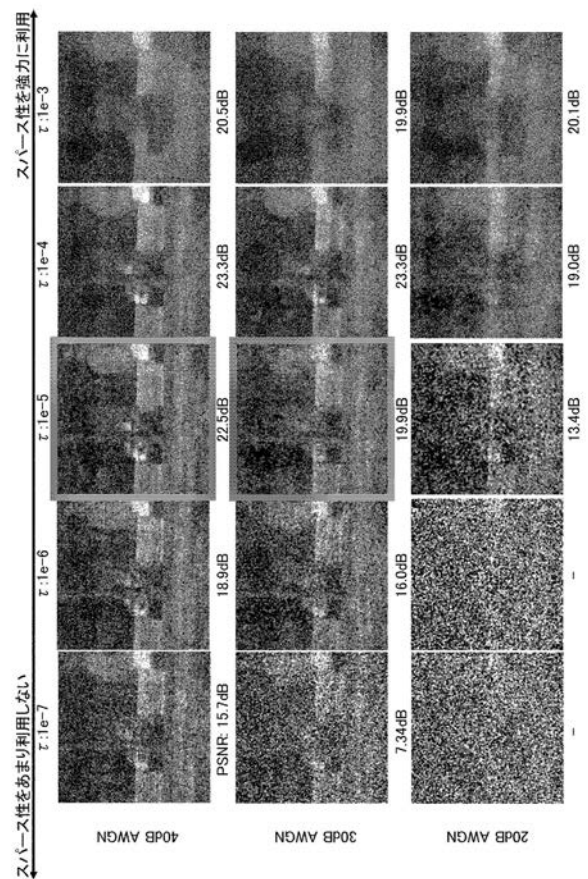 スパース性をあまり利用しない
スパース性を強力に利用
τ:1e-7
τ:1e-6
τ:1e-5
τ:1e-4
τ:1e-3
40dB AWGN
PSNR: 15.7dB
18.9dB
22.5dB
23.3dB
20.5dB
30dB AWGN
7.34dB
16.0dB
19.9dB
23.3dB
19.9dB
20dB AWGN
–
–
13.4dB
19.0dB
20.1dB